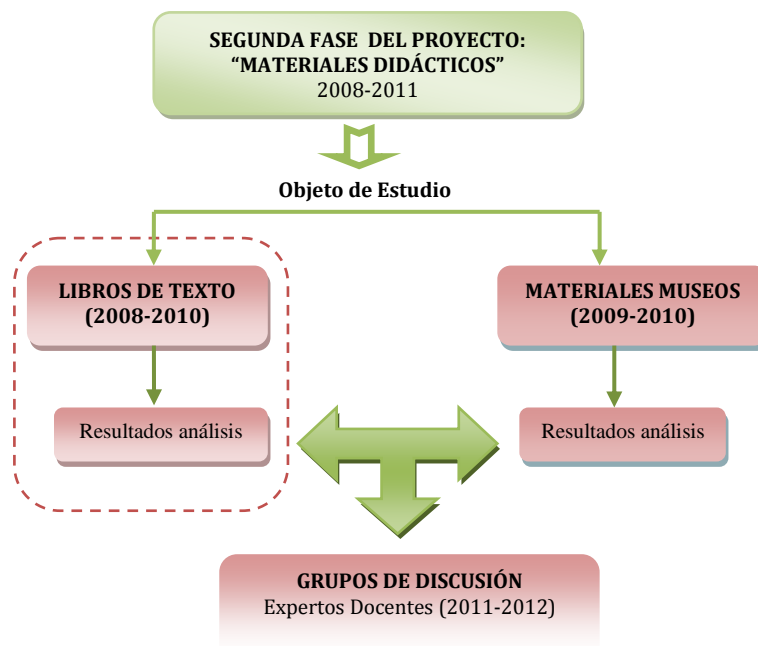 SEGUNDA FASE DEL PROYECTO:
“MATERIALES DIDÁCTICOS”
2008-2011
Objeto de Estudio
LIBROS DE TEXTO
(2008-2010)
MATERIALES MUSEOS
(2009-2010)
Resultados análisis
Resultados análisis
GRUPOS DE DISCUSIÓN
Expertos Docentes (2011-2012)